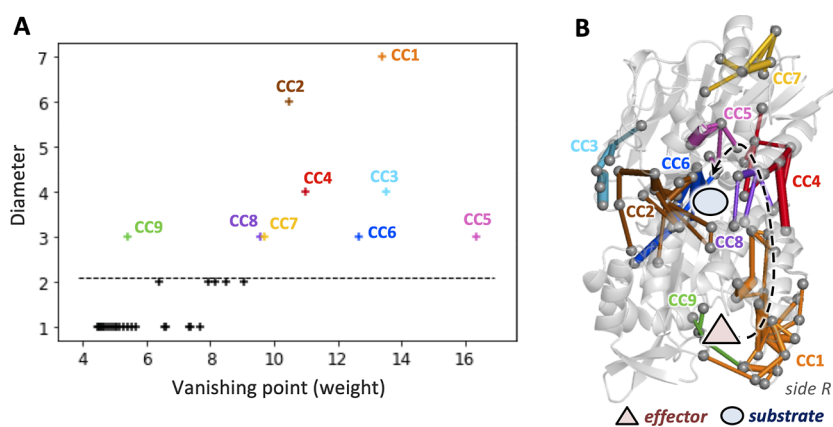 A
Diameter
7
6
5
4
3
2
1
CC1
CC2
CC4
CC3
CC9
CC8
CC7
CC6
CC5
4 6 8 10 12 14 16
Vanishing point (weight)
B
CC7
CC5
CC3
CC6
CC4
CC2
CC8
CC9
CC1
side R
effector substrate